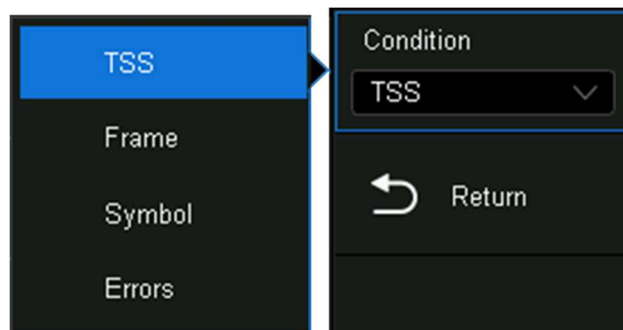 TSS
Frame
Symbol
Errors
Condition
TSS
Return